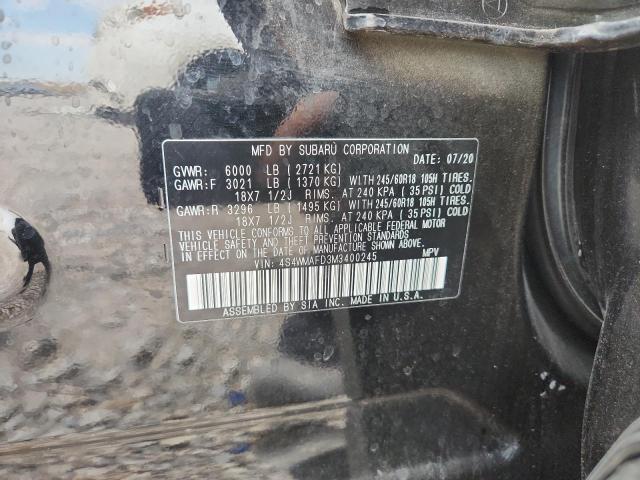 MFD BY SUBARU CORPORATION
GVWR: 6000 LB ( 2721 KG) DATE: 07/20
GAWR:F 3021 LB ( 1370 KG) WITH 245/60R18 105H TIRES.
18X7 1/2J RIMS. AT 240 KPA ( 35 PSI) COLD
GAWR:R 3296 LB ( 1495 KG) WITH 245/60R18 105H TIRES.
18X7 1/2J RIMS. AT 240 KPA ( 35 PSI) COLD
THIS VEHICLE CONFORMS TO ALL APPLICABLE FEDERAL MOTOR
VEHICLE SAFETY AND THEFT PREVENTION STANDARDS
IN EFFECT ON THE DATE OF MANUFACTURE SHOWN ABOVE.
VIN: 4S4WMAFD3M3400245 MPV
ASSEMBLED BY SIA INC. MADE IN U.S.A.